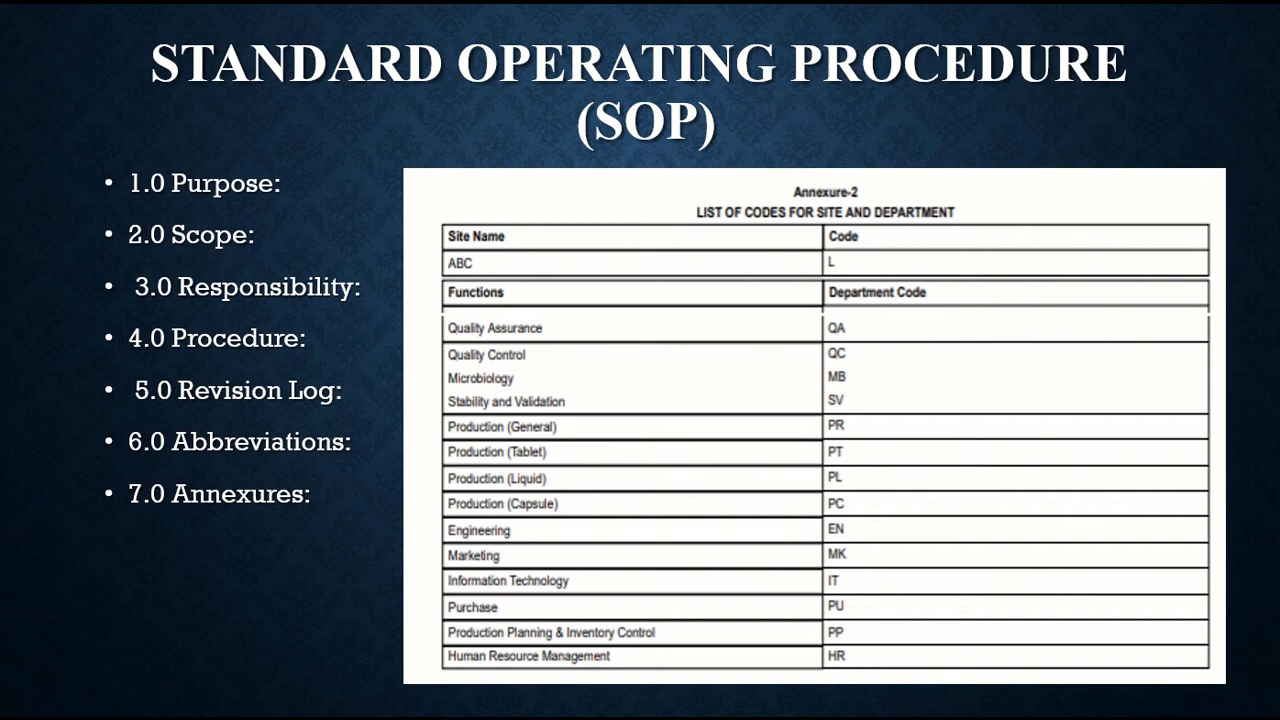 STANDARD OPERATING PROCEDURE
(SOP)
• 1.0 Purpose:
• 2.0 Scope:
• 3.0 Responsibility:
• 4.0 Procedure:
• 5.0 Revision Log:
• 6.0 Abbreviations:
• 7.0 Annexures:
Annexure-2
LIST OF CODES FOR SITE AND DEPARTMENT
Site Name Code
ABC L
Functions Department Code
Quality Assurance QA
Quality Control QC
Microbiology MB
Stability and Validation SV
Production (General) PR
Production (Tablet) PT
Production (Liquid) PL
Production (Capsule) PC
Engineering EN
Marketing MK
Information Technology IT
Purchase PU
Production Planning & Inventory Control PP
Human Resource Management HR